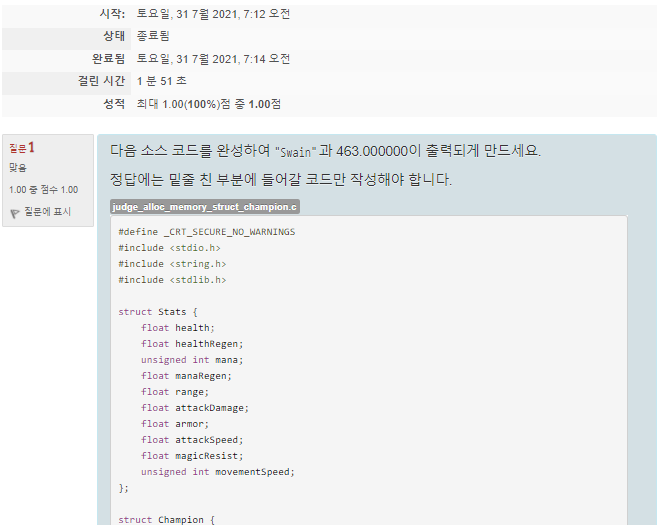 시작: 토요일, 31 7월 2021, 7:12 오전
상태 종료됨
완료됨 토요일, 31 7월 2021, 7:14 오전
걸린 시간 1 분 51 초
성적 최대 1.00(100%)점 중 1.00점
질문 1
맞음
1.00 중 점수 1.00
질문에 표시
다음 소스 코드를 완성하여 "Swain"과 463.000000이 출력되게 만드세요.
정답에는 밑줄 친 부분에 들어갈 코드만 작성해야 합니다.
judge_alloc_memory_struct_champion.c
#define _CRT_SECURE_NO_WARNINGS
#include <stdio.h>
#include <string.h>
#include <stdlib.h>
struct Stats {
    float health;
    float healthRegen;
    unsigned int mana;
    float manaRegen;
    float range;
    float attackDamage;
    float armor;
    float attackSpeed;
    float magicResist;
    unsigned int movementSpeed;
};
struct Champion {